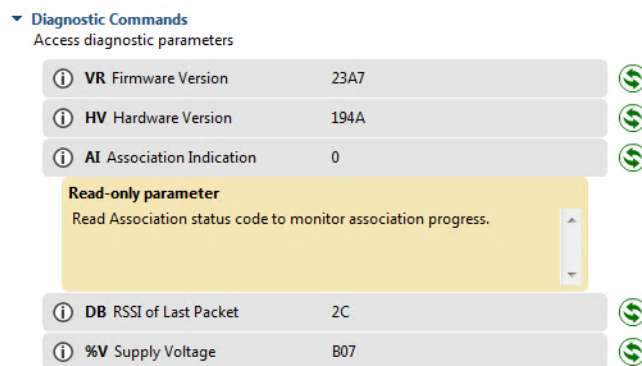 Diagnostic Commands
Access diagnostic parameters
VR Firmware Version 23A7
HV Hardware Version 194A
AI Association Indication 0
Read-only parameter
Read Association status code to monitor association progress.
DB RSSI of Last Packet 2C
%V Supply Voltage B07